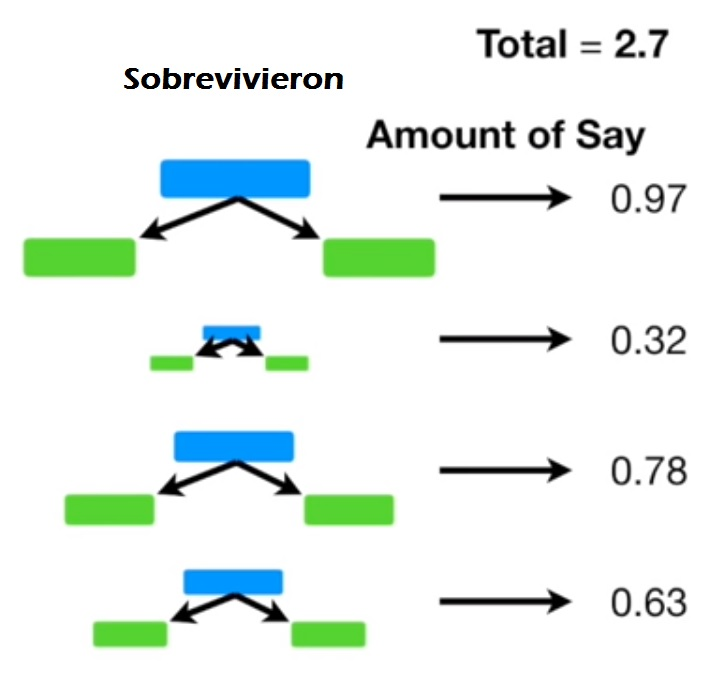 Total = 2.7
Sobrevivieron
Amount of Say
0.97
0.32
0.78
0.63